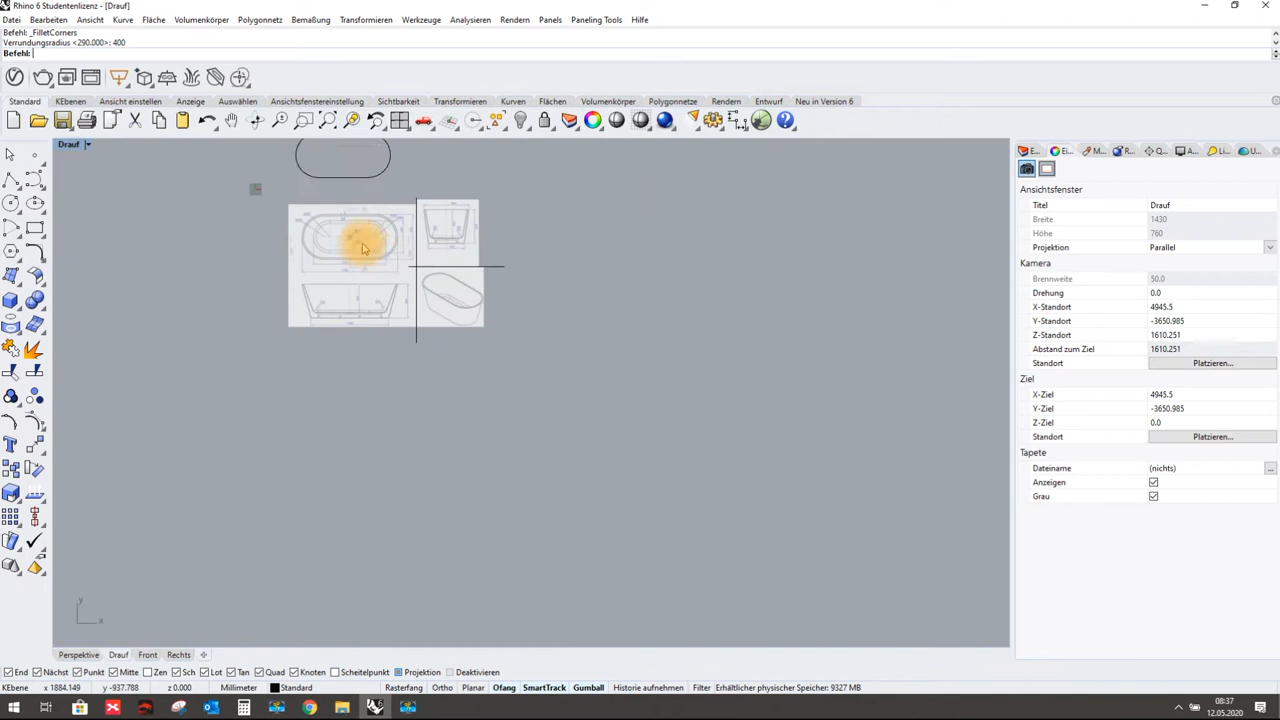 Rhino 6 Studentenlizenz - [Drauf]
Datei Bearbeiten Ansicht Kurve Fläche Volumenkörper Polygonnetz Bemaßung Transformieren Werkzeuge Analysieren Rendern Panels Paneling Tools Hilfe
Befehl: _FilletCorners
Verrundungsradius <290.000>: 400
Befehl:
Standard KEbenen Ansicht einstellen Anzeige Auswählen Ansichtsfenstereinstellung Sichtbarkeit Transformieren Kurven Flächen Volumenkörper Polygonnetze Rendern Entwurf Neu in Version 6
Drauf
E... Ei... M... R... Q... A... Li... U...
Ansichtsfenster
Titel Drauf
Breite 1430
Höhe 760
Projektion Parallel
Kamera
Brennweite 50.0
Drehung 0.0
X-Standort 4945.5
Y-Standort -3650.985
Z-Standort 1610.251
Abstand zum Ziel 1610.251
Standort Platzieren...
Ziel
X-Ziel 4945.5
Y-Ziel -3650.985
Z-Ziel 0.0
Standort Platzieren...
Tapete
Dateiname (nichts) ...
Anzeigen
Grau
y
x
Perspektive Drauf Front Rechts
End Nächst Punkt Mitte Zen Sch Lot Tan Quad Knoten Scheitelpunkt Projektion Deaktivieren
KEbene x 1884.149 y -937.788 z 0.000 Millimeter Standard Rasterfang Ortho Planar Ofang SmartTrack Gumball Historie aufnehmen Filter Erhältlicher physischer Speicher: 9327 MB
08:37
12.05.2020